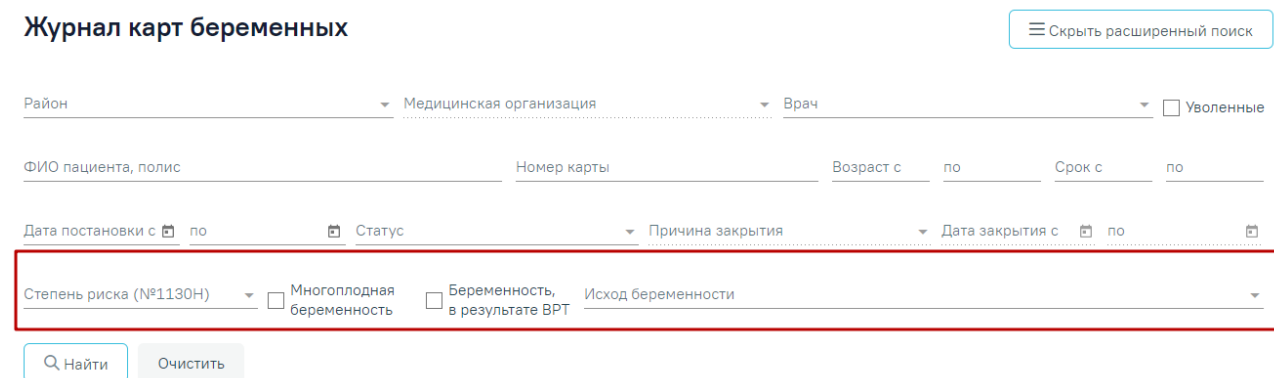 Журнал карт беременных
Скрыть расширенный поиск
Район Медицинская организация Врач Уволенные
ФИО пациента, полис Номер карты Возраст с по Срок с по
Дата постановки с по Статус Причина закрытия Дата закрытия с по
Степень риска (№1130Н) Многоплодная беременность Беременность, в результате ВРТ Исход беременности
Найти Очистить